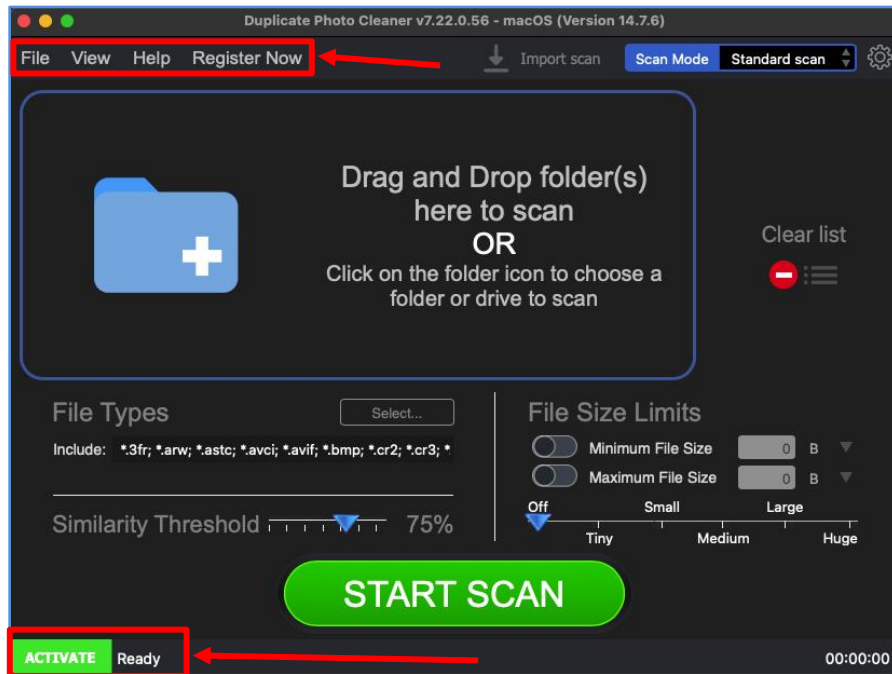 Duplicate Photo Cleaner v7.22.0.56 - macOS (Version 14.7.6)
File View Help Register Now Import scan Scan Mode Standard scan
Drag and Drop folder(s)
here to scan
OR
Click on the folder icon to choose a
folder or drive to scan
Clear list
File Types Select...
Include: *.3fr; *.arw; *.astc; *.avci; *.avif; *.bmp; *.cr2; *.cr3; *.
Similarity Threshold 75%
File Size Limits
Minimum File Size 0 B
Maximum File Size 0 B
Off Small Large
Tiny Medium Huge
START SCAN
ACTIVATE Ready 00:00:00